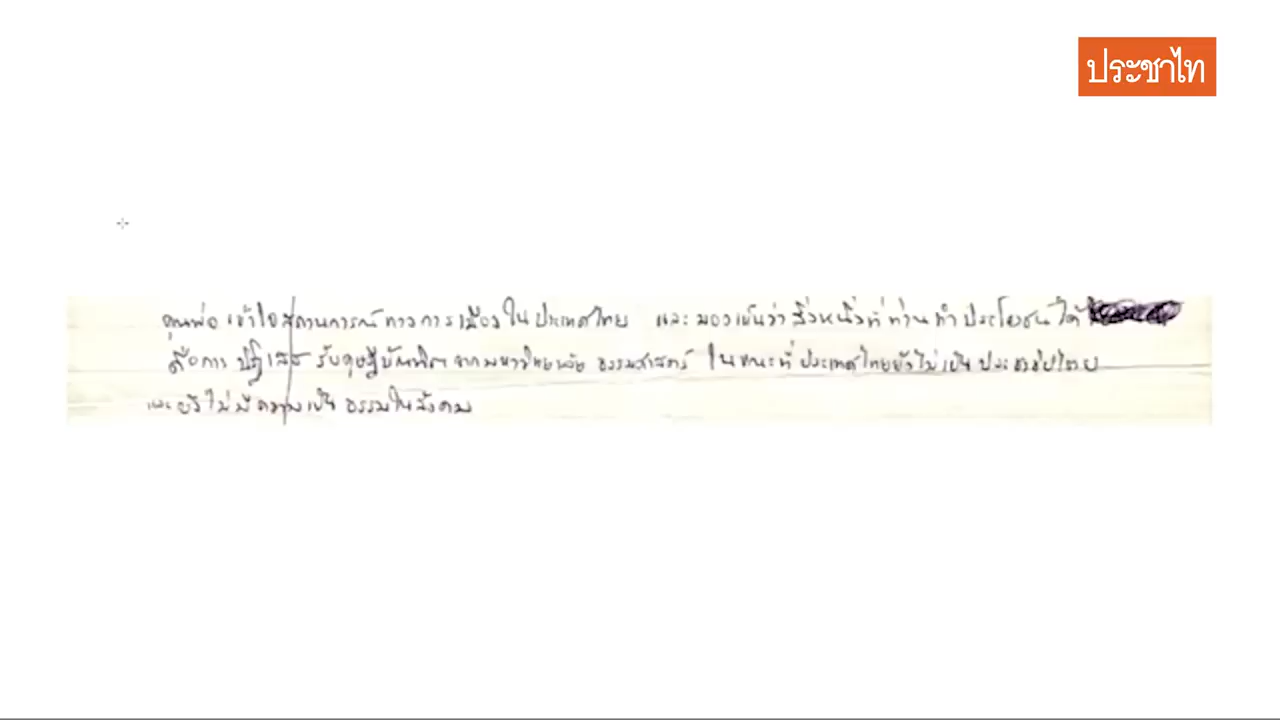 ประชาไท
คุณพ่อเข้าใจสถานการณ์ทางการเมืองในประเทศไทย และมองเห็นว่าสิ่งหนึ่งที่ท่านทำประโยชน์ได้
คือการปฏิเสธรับดุษฎีบัณฑิตฯ จากมหาวิทยาลัยธรรมศาสตร์ ในขณะที่ประเทศไทยยังไม่เป็นประชาธิปไตย
และยังไม่มีความเป็นธรรมในสังคม